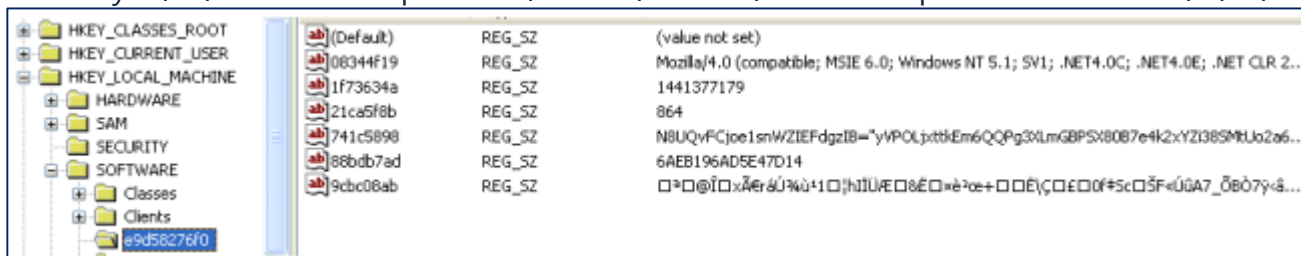 HKEY_CLASSES_ROOT
HKEY_CURRENT_USER
HKEY_LOCAL_MACHINE
HARDWARE
SAM
SECURITY
SOFTWARE
Classes
Clients
e9d58276f0
(Default) REG_SZ (value not set)
08344f19 REG_SZ Mozilla/4.0 (compatible; MSIE 6.0; Windows NT 5.1; SV1; .NET4.0C; .NET4.0E; .NET CLR 2...
1f73634a REG_SZ 1441377179
21ca5f8b REG_SZ 864
741c5898 REG_SZ
88bdb7ad REG_SZ 6AEB196AD5E47D14
9cbc08ab REG_SZ